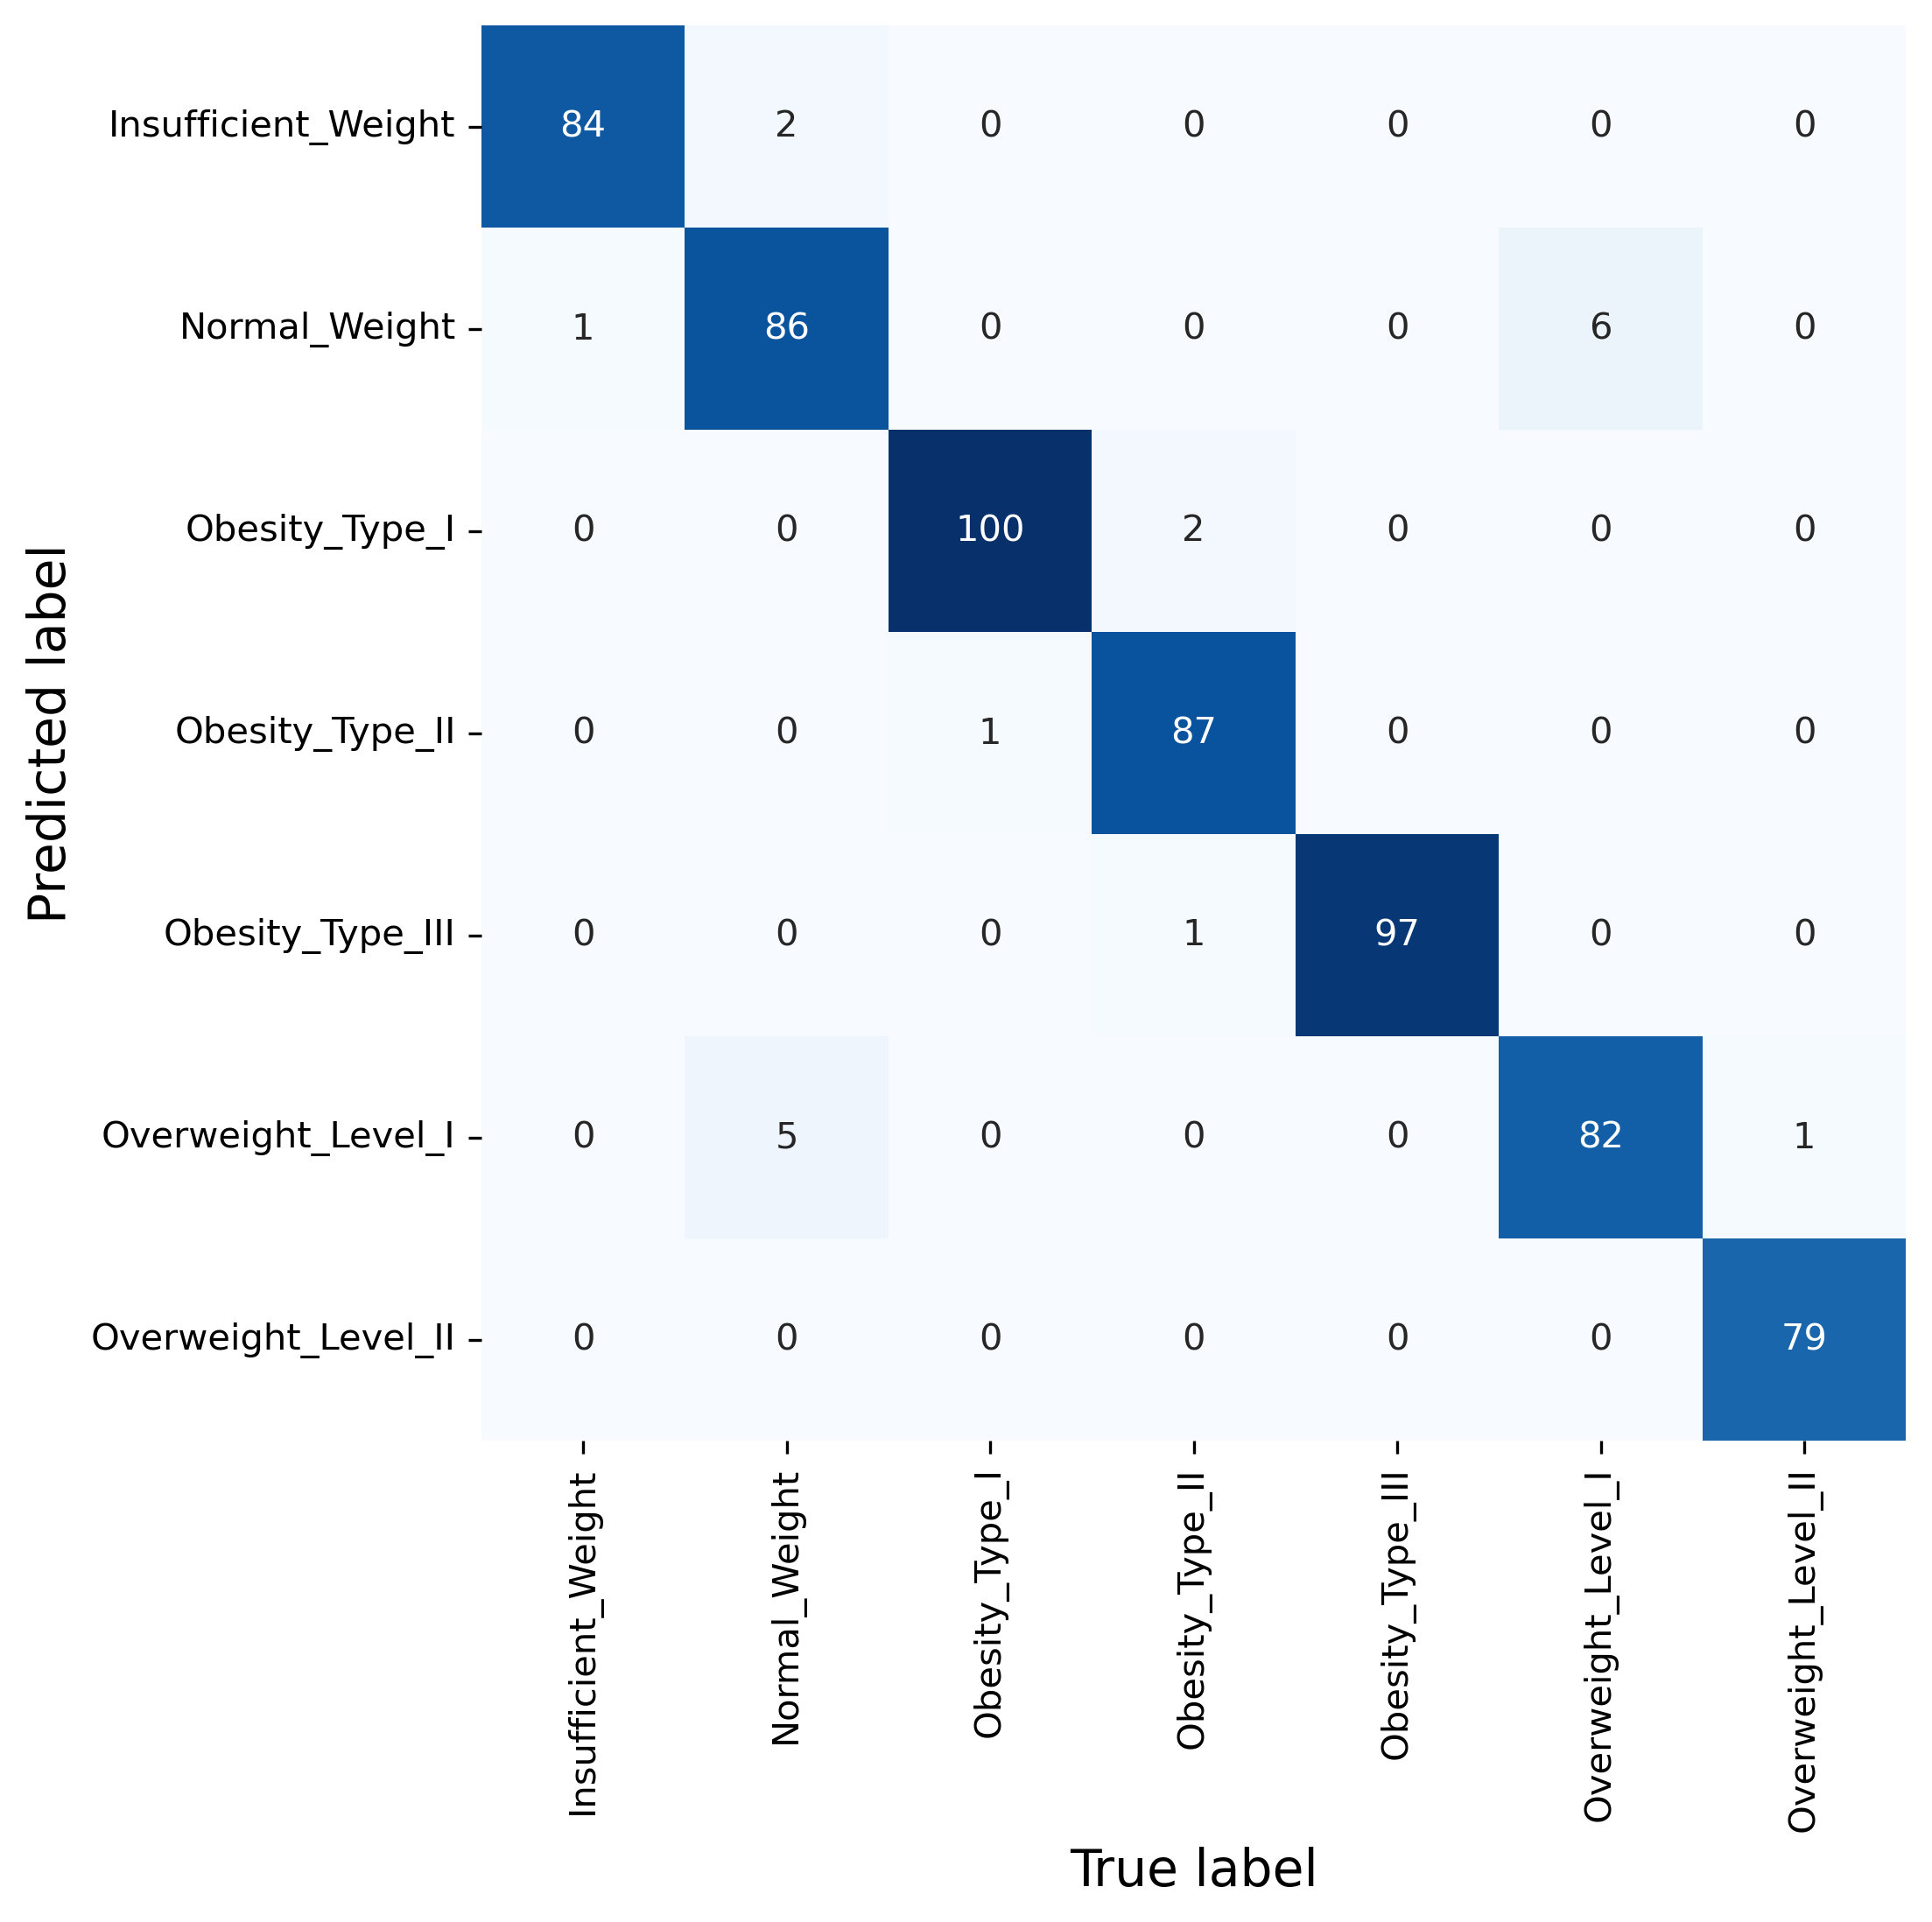 Predicted label
Insufficient_Weight 84 2 0 0 0 0 0
Normal_Weight 1 86 0 0 0 6 0
Obesity_Type_I 0 0 100 2 0 0 0
Obesity_Type_II 0 0 1 87 0 0 0
Obesity_Type_III 0 0 0 1 97 0 0
Overweight_Level_I 0 5 0 0 0 82 1
Overweight_Level_II 0 0 0 0 0 0 79
Insufficient_Weight
Normal_Weight
Obesity_Type_I
Obesity_Type_II
Obesity_Type_III
Overweight_Level_I
Overweight_Level_II
True label